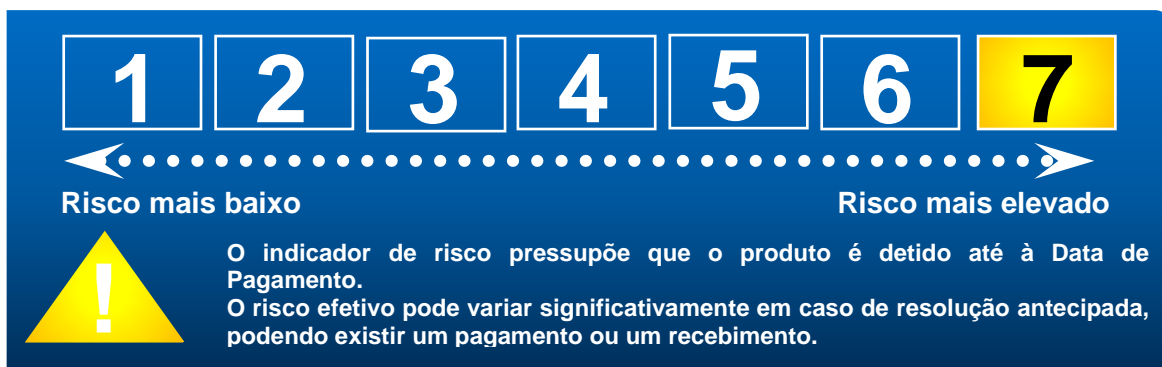 1 2 3 4 5 6 7
Risco mais baixo Risco mais elevado
!
O indicador de risco pressupõe que o produto é detido até à Data de
Pagamento.
O risco efetivo pode variar significativamente em caso de resolução antecipada,
podendo existir um pagamento ou um recebimento.